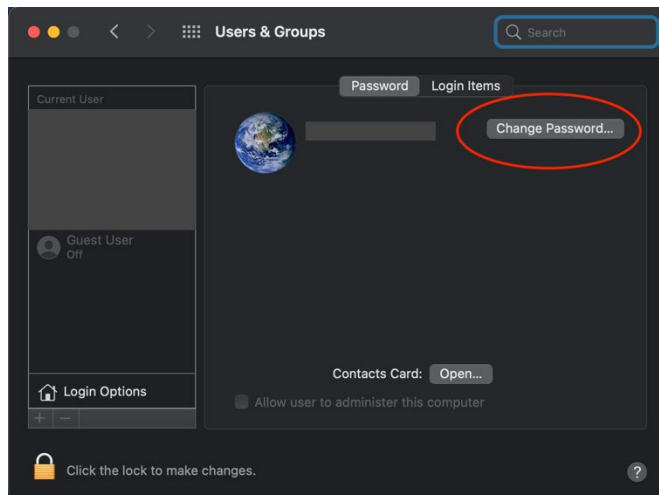 Users & Groups
Search
Password Login Items
Current User
Change Password...
Guest User
Off
Contacts Card: Open...
Login Options
Allow user to administer this computer
+ −
Click the lock to make changes.
?